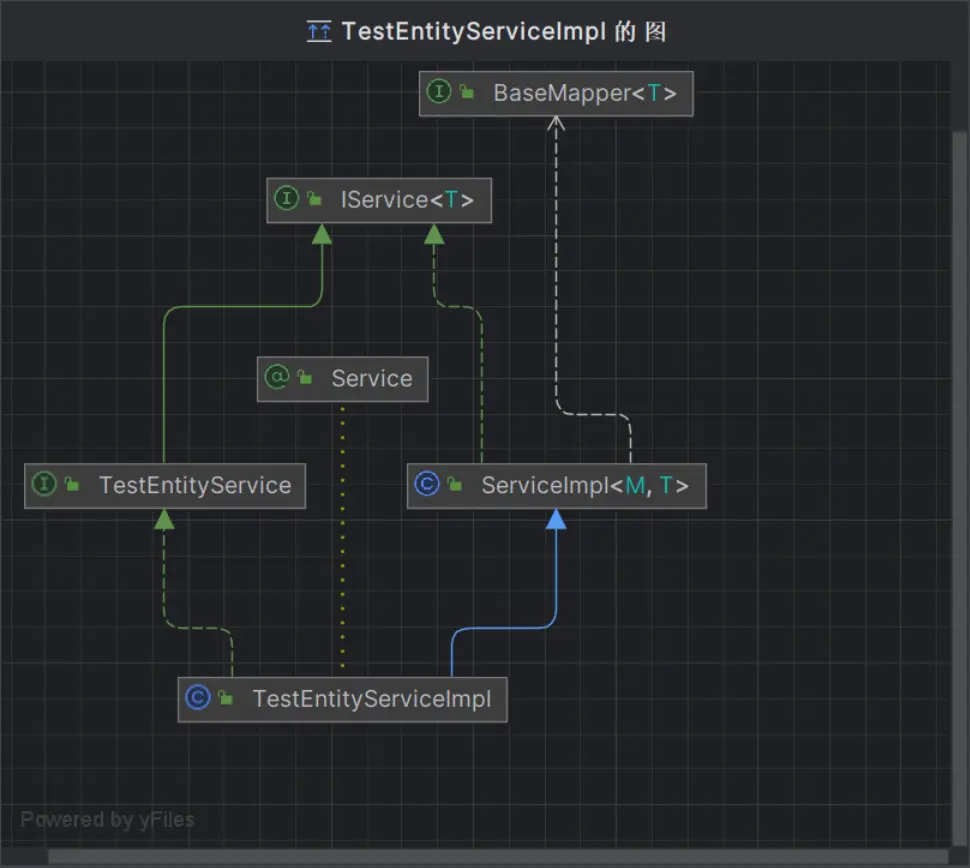 TestEntityServiceImpl 的 图
BaseMapper<T>
IService<T>
Service
TestEntityService
ServiceImpl<M, T>
TestEntityServiceImpl
Powered by yFiles